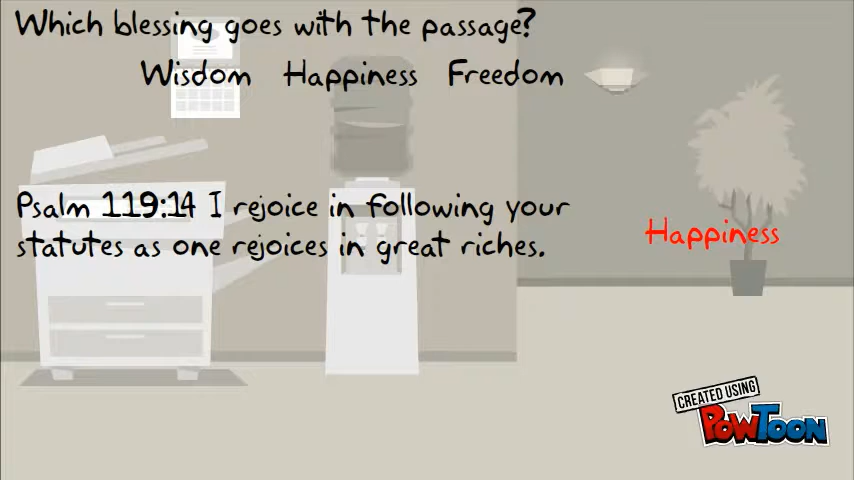 Which blessing goes with the passage?
Wisdom Happiness Freedom
Psalm 119:14 I rejoice in following your
statutes as one rejoices in great riches.
Happiness
CREATED USING
POWTOON